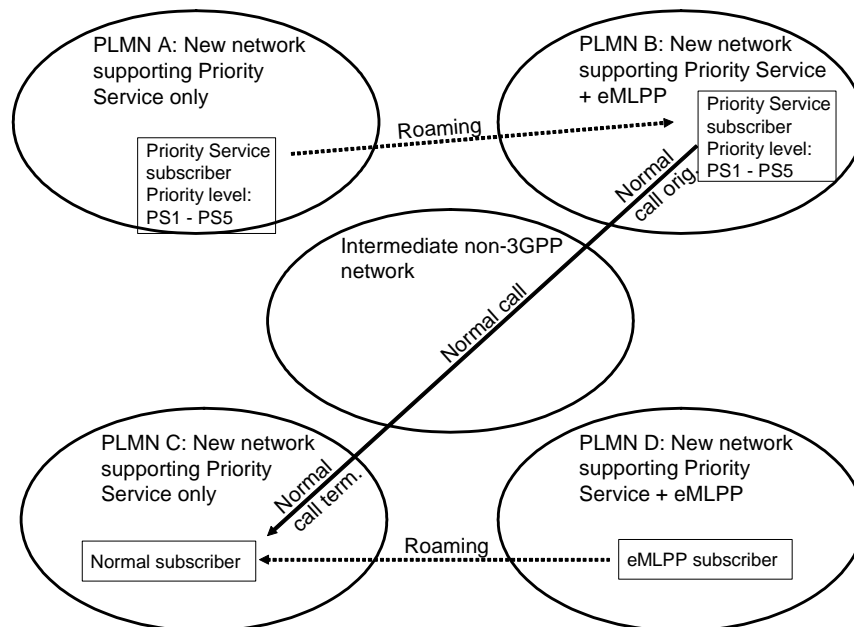 PLMN A: New network
supporting Priority
Service only
Priority Service
subscriber
Priority level:
PS1 - PS5
Roaming
PLMN B: New network
supporting Priority Service
+ eMLPP
Priority Service
subscriber
Priority level:
PS1 - PS5
Normal
call orig.
Intermediate non-3GPP
network
Normal call
PLMN C: New network
supporting Priority
Service only
Normal
call term.
Normal subscriber
Roaming
PLMN D: New network
supporting Priority
Service + eMLPP
eMLPP subscriber